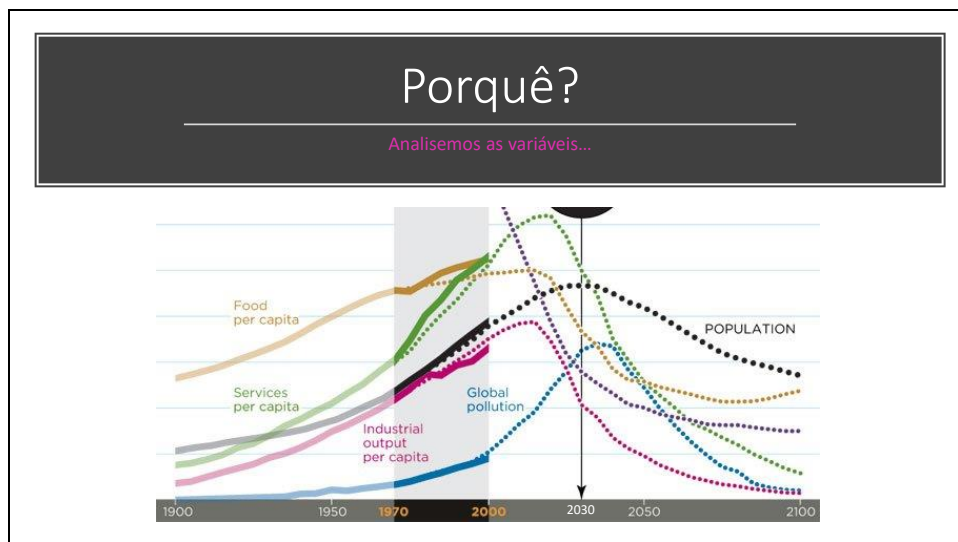 Porquê?
Analisemos as variáveis...
Food
per capita
Services
per capita
Industrial
output
per capita
Global
pollution
POPULATION
1900
1950
1970
2000
2030
2050
2100